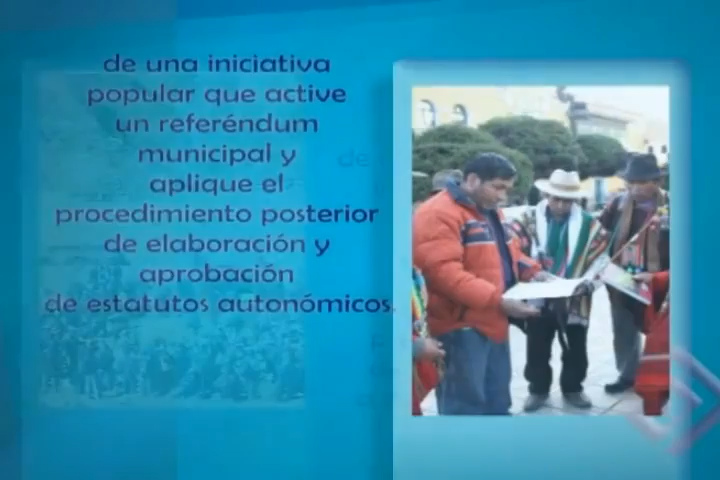 de una iniciativa
popular que active
un referéndum
municipal y
aplique el
procedimiento posterior
de elaboración y
aprobación
de estatutos autonómicos.